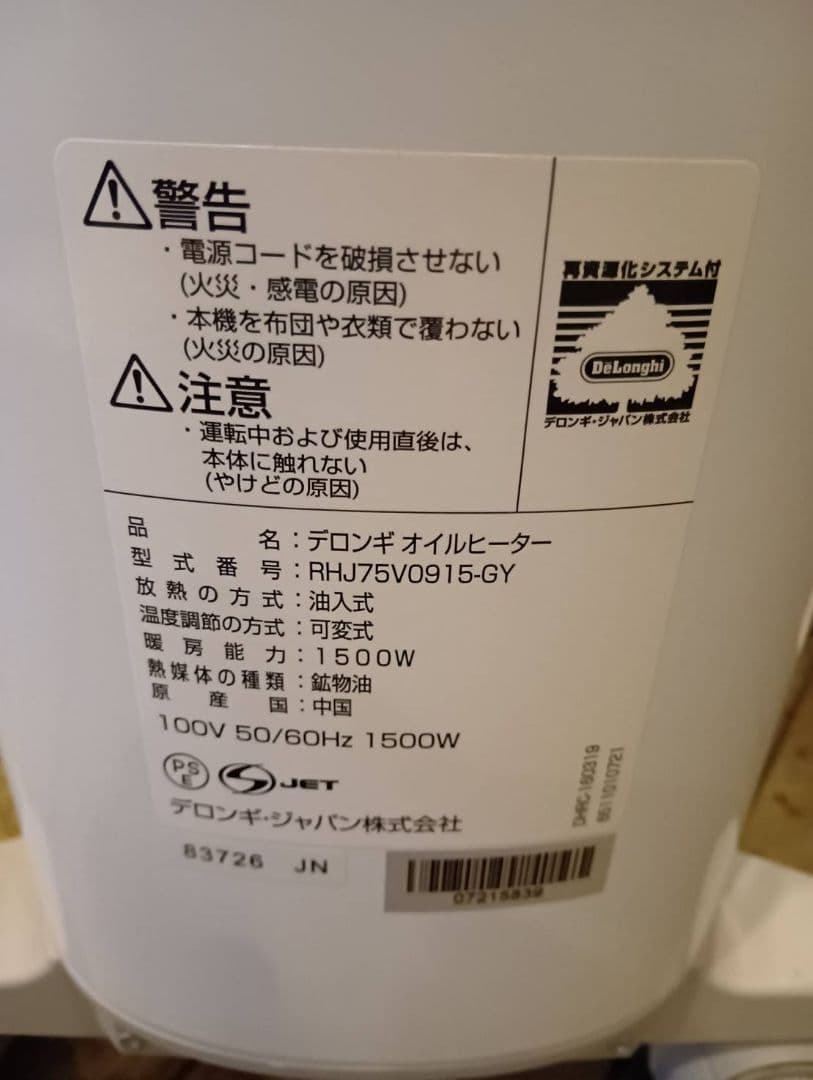 警告
・電源コードを破損させない
(火災・感電の原因)
・本機を布団や衣類で覆わない
(火災の原因)
注意
・運転中および使用直後は、
本体に触れない
(やけどの原因)
再資源化システム付
DeLonghi
デロンギ・ジャパン株式会社
品名：デロンギ オイルヒーター
型式番号：RHJ75V0915-GY
放熱の方式：油入式
温度調節の方式：可変式
暖房能力：1500W
熱媒体の種類：鉱物油
原産国：中国
100V 50/60Hz 1500W
PSE JET
デロンギ・ジャパン株式会社
DHRC-160319
8511010721
83726 JN
07215839